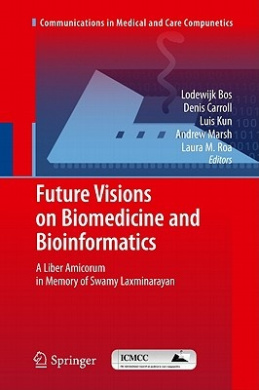 Communications in Medical and Care Compunetics
Lodewijk Bos
Denis Carroll
Luis Kun
Andrew Marsh
Laura M. Roa
Editors
Future Visions
on Biomedicine and
Bioinformatics
A Liber Amicorum
in Memory of Swamy Laxminarayan
Springer
ICMCC